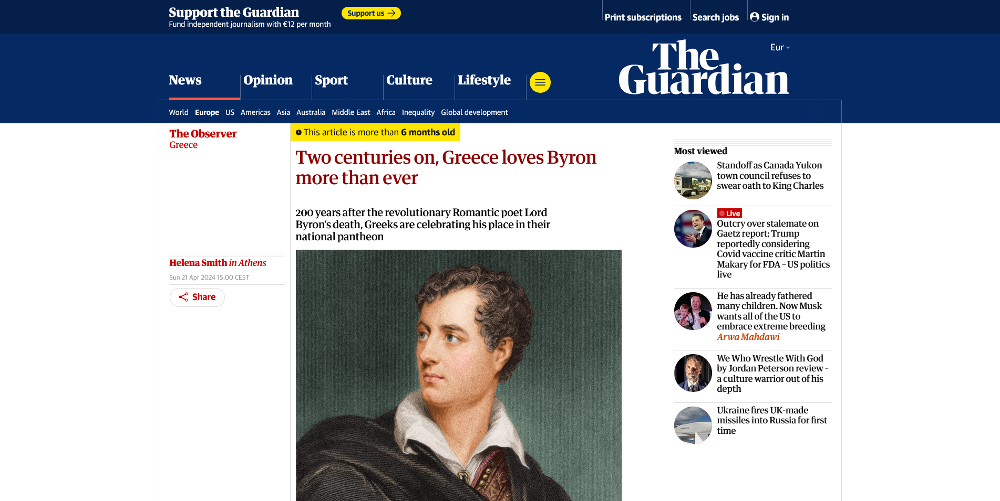 Support the Guardian
Fund independent journalism with €12 per month
Support us
Print subscriptions
Search jobs
Sign in
Eur
The
Guardian
News
Opinion
Sport
Culture
Lifestyle
World
Europe
US
Americas
Asia
Australia
Middle East
Africa
Inequality
Global development
The Observer
Greece
This article is more than 6 months old
Two centuries on, Greece loves Byron
more than ever
200 years after the revolutionary Romantic poet Lord
Byron’s death, Greeks are celebrating his place in their
national pantheon
Helena Smith in Athens
Sun 21 Apr 2024 15.00 CEST
Share
Most viewed
Standoff as Canada Yukon
town council refuses to
swear oath to King Charles
Live
Outcry over stalemate on
Gaetz report; Trump
reportedly considering
Covid vaccine critic Martin
Makary for FDA – US politics
live
He has already fathered
many children. Now Musk
wants all of the US to
embrace extreme breeding
Arwa Mahdawi
We Who Wrestle With God
by Jordan Peterson review –
a culture warrior out of his
depth
Ukraine fires UK-made
missiles into Russia for first
time